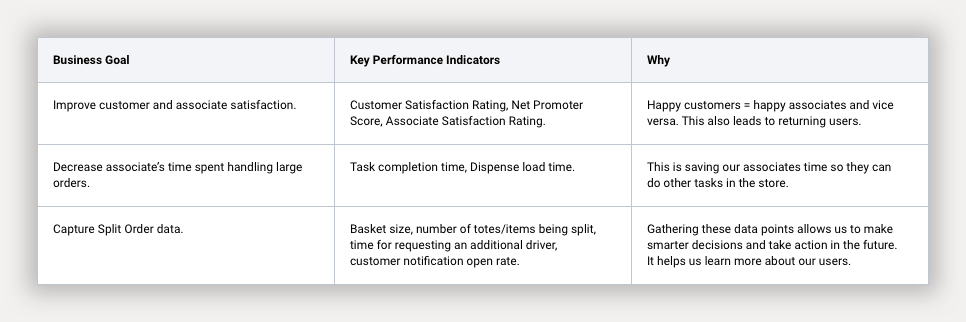 Business Goal
Key Performance Indicators
Why
Improve customer and associate satisfaction.
Customer Satisfaction Rating, Net Promoter
Score, Associate Satisfaction Rating.
Happy customers = happy associates and vice
versa. This also leads to returning users.
Decrease associate’s time spent handling large
orders.
Task completion time, Dispense load time.
This is saving our associates time so they can
do other tasks in the store.
Capture Split Order data.
Basket size, number of totes/items being split,
time for requesting an additional driver,
customer notification open rate.
Gathering these data points allows us to make
smarter decisions and take action in the future.
It helps us learn more about our users.